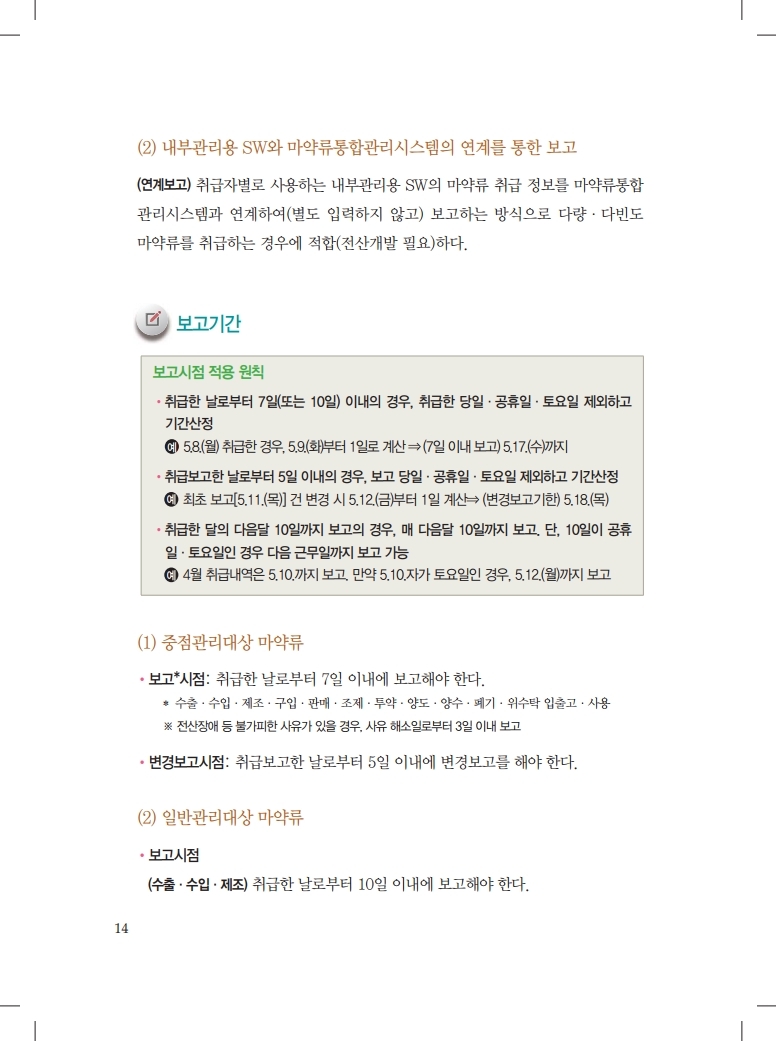 (2) 내부관리용 SW와 마약류통합관리시스템의 연계를 통한 보고
(연계보고) 취급자별로 사용하는 내부관리용 SW의 마약류 취급 정보를 마약류통합
관리시스템과 연계하여(별도 입력하지 않고) 보고하는 방식으로 다량 · 다빈도
마약류를 취급하는 경우에 적합(전산개발 필요)하다.
보고기간
보고시점 적용 원칙
• 취급한 날로부터 7일(또는 10일) 이내의 경우, 취급한 당일 · 공휴일 · 토요일 제외하고
기간산정
예 5.8.(월) 취급한 경우, 5.9.(화)부터 1일로 계산 ⇒ (7일 이내 보고) 5.17.(수)까지
• 취급보고한 날로부터 5일 이내의 경우, 보고 당일 · 공휴일 · 토요일 제외하고 기간산정
예 최초 보고[5.11.(목)] 건 변경 시 5.12.(금)부터 1일 계산⇒ (변경보고기한) 5.18.(목)
• 취급한 달의 다음달 10일까지 보고의 경우, 매 다음달 10일까지 보고. 단, 10일이 공휴
일 · 토요일인 경우 다음 근무일까지 보고 가능
예 4월 취급내역은 5.10.까지 보고. 만약 5.10.자가 토요일인 경우, 5.12.(월)까지 보고
(1) 중점관리대상 마약류
• 보고*시점: 취급한 날로부터 7일 이내에 보고해야 한다.
* 수출 · 수입 · 제조 · 구입 · 판매 · 조제 · 투약 · 양도 · 양수 · 폐기 · 위수탁 입출고 · 사용
※ 전산장애 등 불가피한 사유가 있을 경우, 사유 해소일로부터 3일 이내 보고
• 변경보고시점: 취급보고한 날로부터 5일 이내에 변경보고를 해야 한다.
(2) 일반관리대상 마약류
• 보고시점
(수출 · 수입 · 제조) 취급한 날로부터 10일 이내에 보고해야 한다.
14